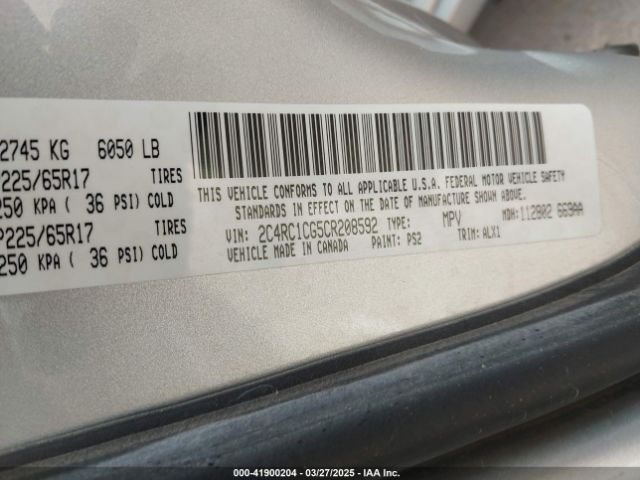 2745 KG 6050 LB
P225/65R17 TIRES
250 KPA ( 36 PSI) COLD
P225/65R17 TIRES
250 KPA ( 36 PSI) COLD
THIS VEHICLE CONFORMS TO ALL APPLICABLE U.S.A. FEDERAL MOTOR VEHICLE SAFETY
STANDARDS IN EFFECT ON THE DATE OF MANUFACTURE SHOWN ABOVE.
VIN: 2C4RC1CG5CR208592 TYPE: MPV MDH: 112802 669AA
VEHICLE MADE IN CANADA PAINT: PS2 TRIM: ALX1
000-41900204 | 03/27/2025 | IAA Inc.